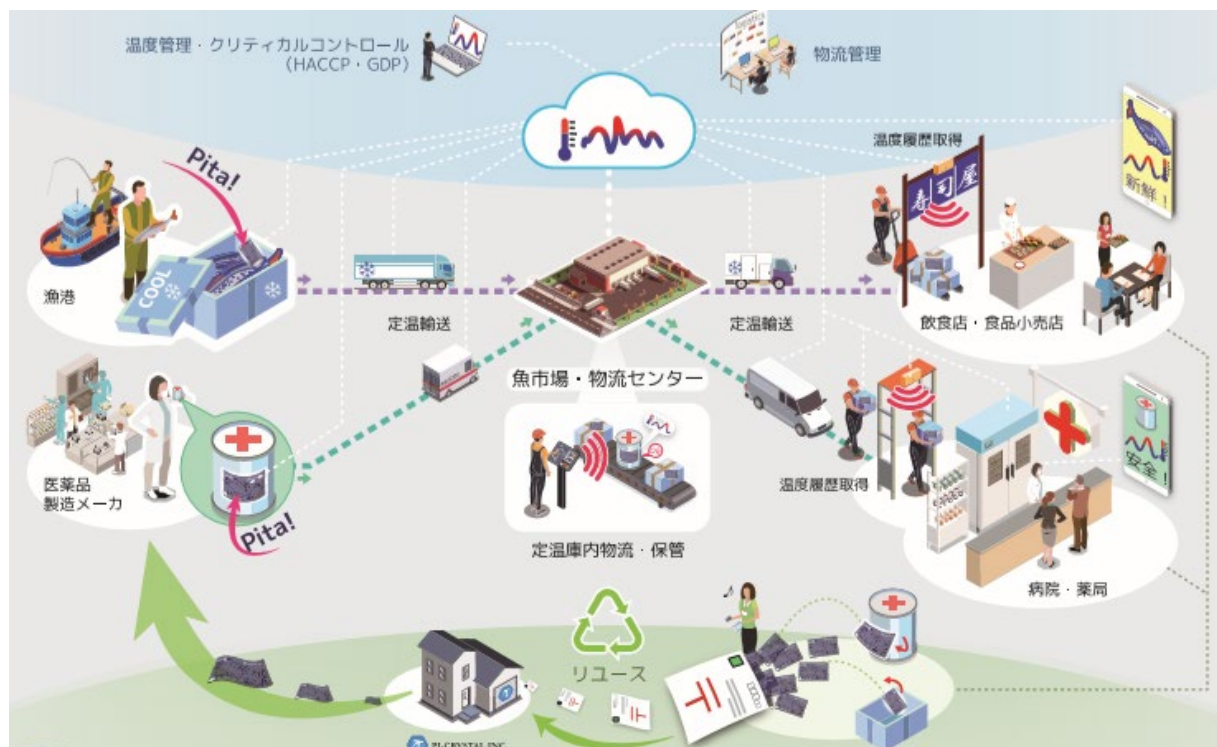 温度管理・クリティカルコントロール
（HACCP・GDP）
logistics
物流管理
温度履歴取得
Pita!
寿司屋
新鮮！
COOL
漁港
定温輸送
定温輸送
飲食店・食品小売店
魚市場・物流センター
医薬品
製造メーカ
Pita!
温度履歴取得
安全！
定温庫内物流・保管
病院・薬局
リユース
〒
〒
〒
PI-CRYSTAL INC.